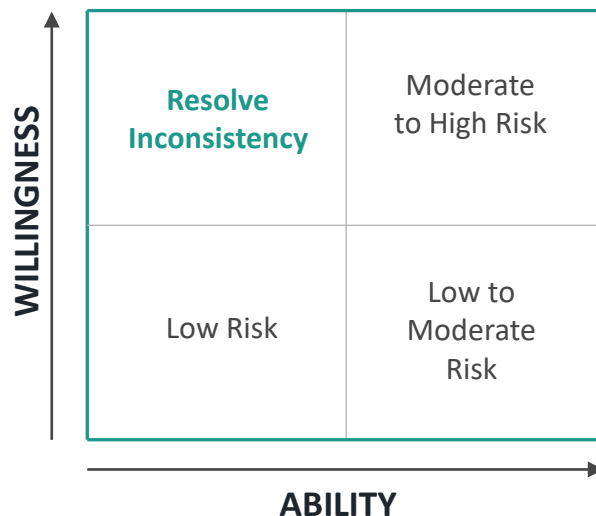 WILLINGNESS
Resolve
Inconsistency
Moderate
to High Risk
Low Risk
Low to
Moderate
Risk
ABILITY